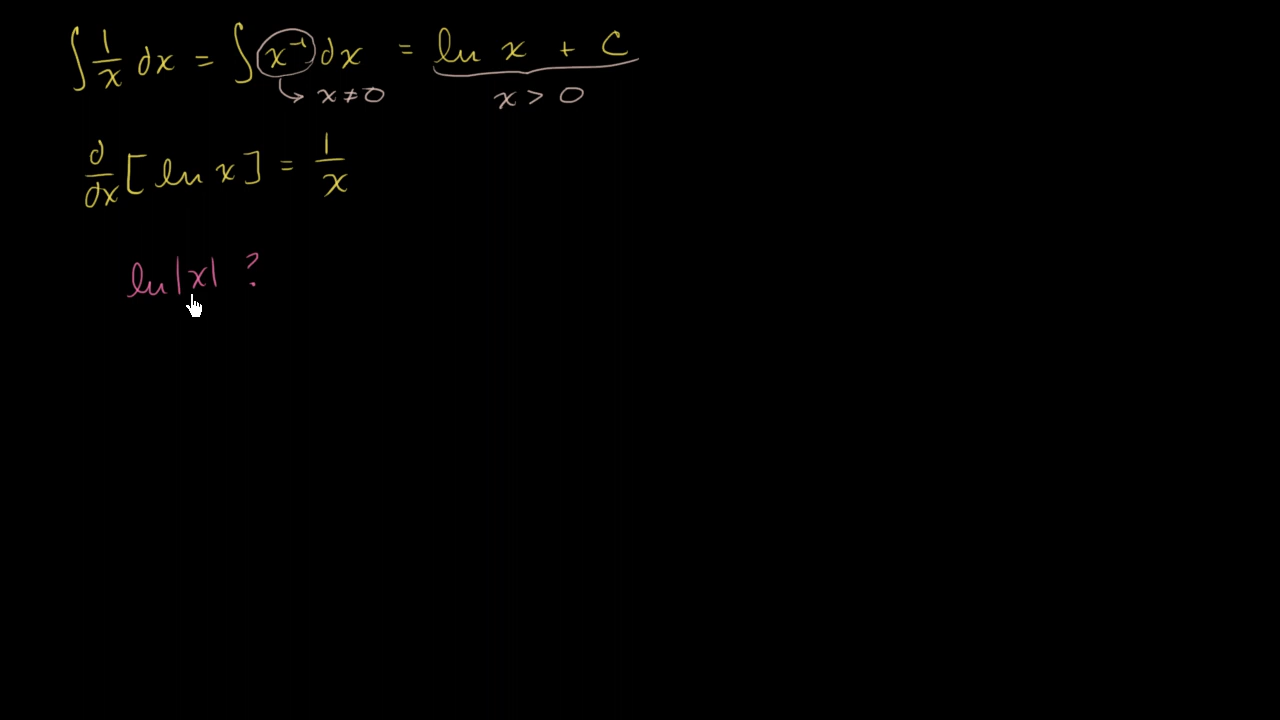 ∫ 1/x dx = ∫ x⁻¹ dx = ln x + C
→ x ≠ 0 x > 0
d/dx [ ln x ] = 1/x
ln |x| ?